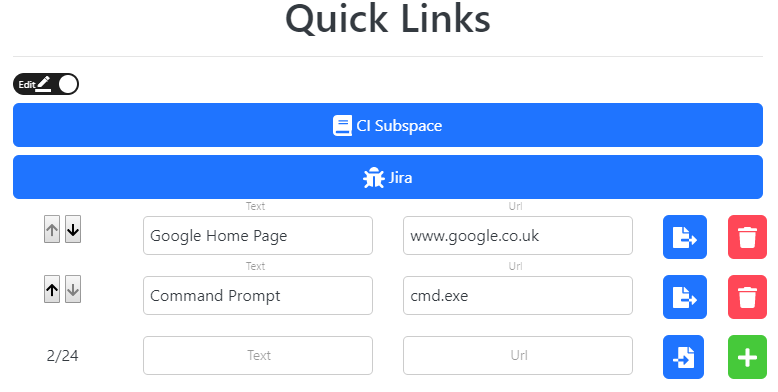 Quick Links
Edit
CI Subspace
Jira
Text Url
Google Home Page www.google.co.uk
Text Url
Command Prompt cmd.exe
2/24 Text Url